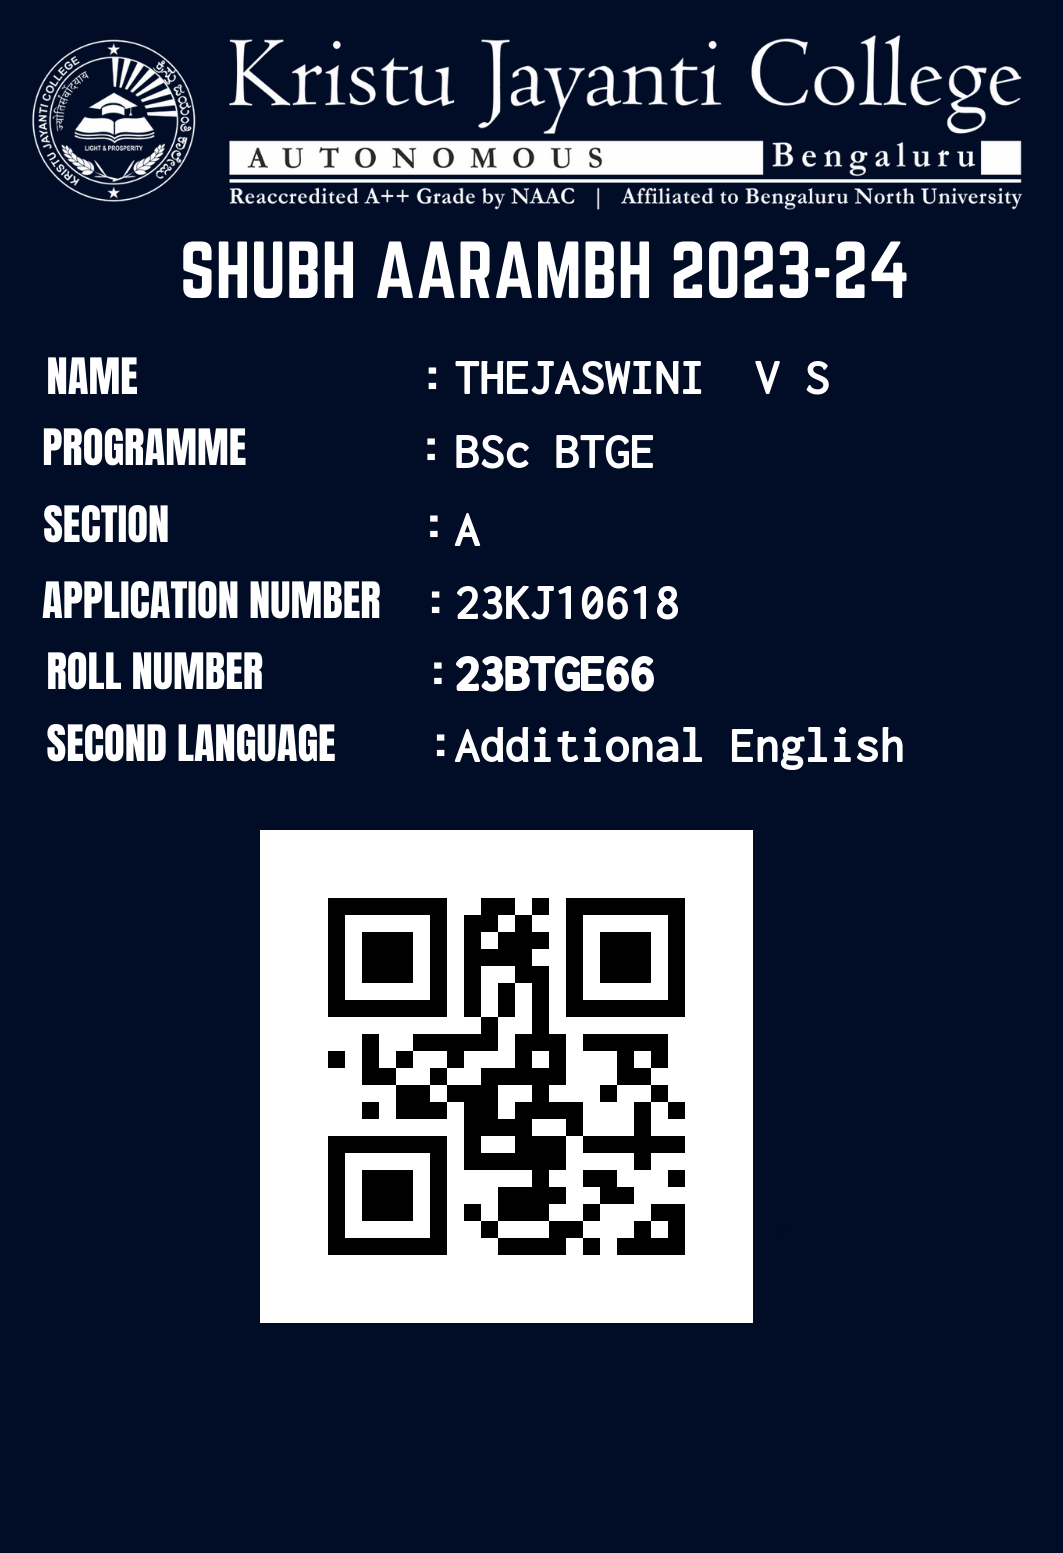 KRISTU JAYANTI COLLEGE
ಕ್ರಿಸ್ತು ಜಯಂತಿ ಕಾಲೇಜು
LIGHT & PROSPERITY
Kristu Jayanti College
AUTONOMOUS Bengaluru
Reaccredited A++ Grade by NAAC | Affiliated to Bengaluru North University
SHUBH AARAMBH 2023-24
NAME : THEJASWINI V S
PROGRAMME : BSc BTGE
SECTION : A
APPLICATION NUMBER : 23KJ10618
ROLL NUMBER : 23BTGE66
SECOND LANGUAGE : Additional English